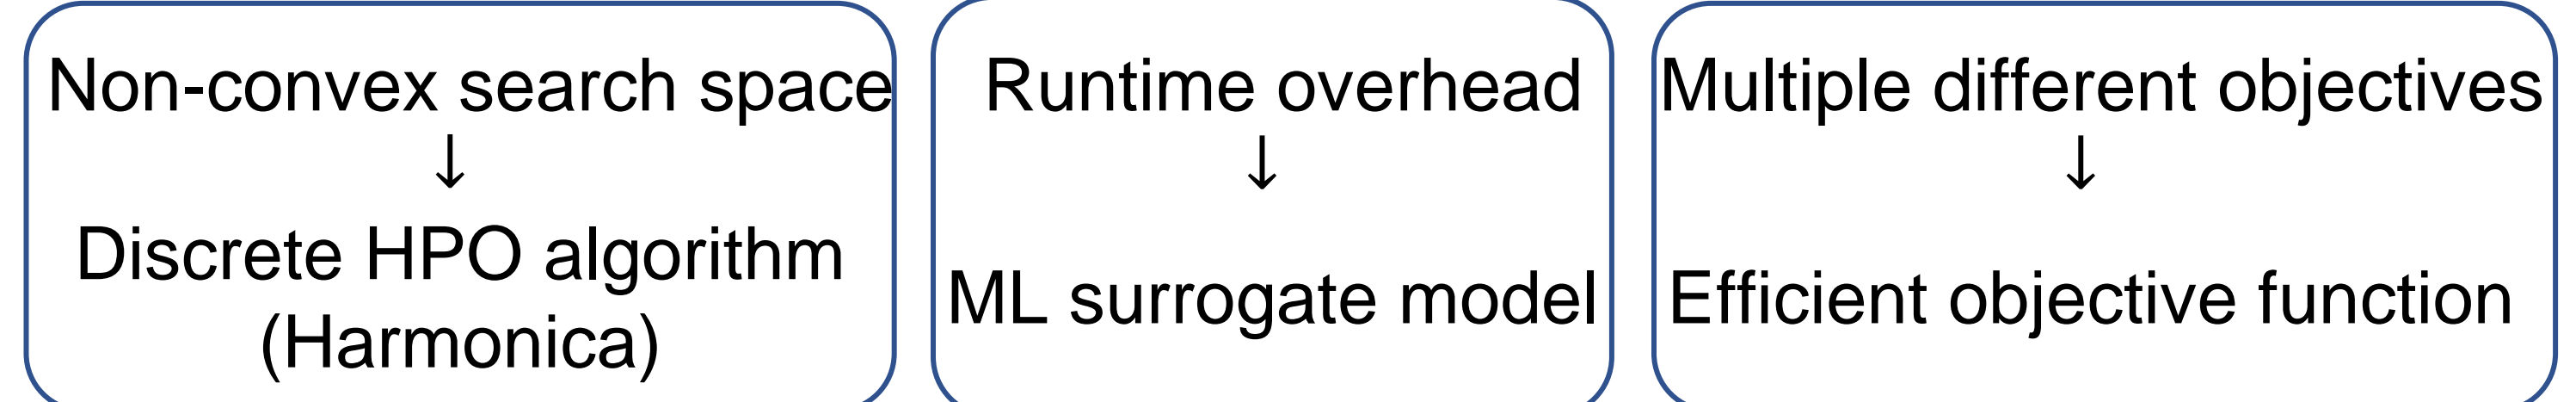 Non-convex search space
↓
Discrete HPO algorithm
(Harmonica)
Runtime overhead
↓
ML surrogate model
Multiple different objectives
↓
Efficient objective function